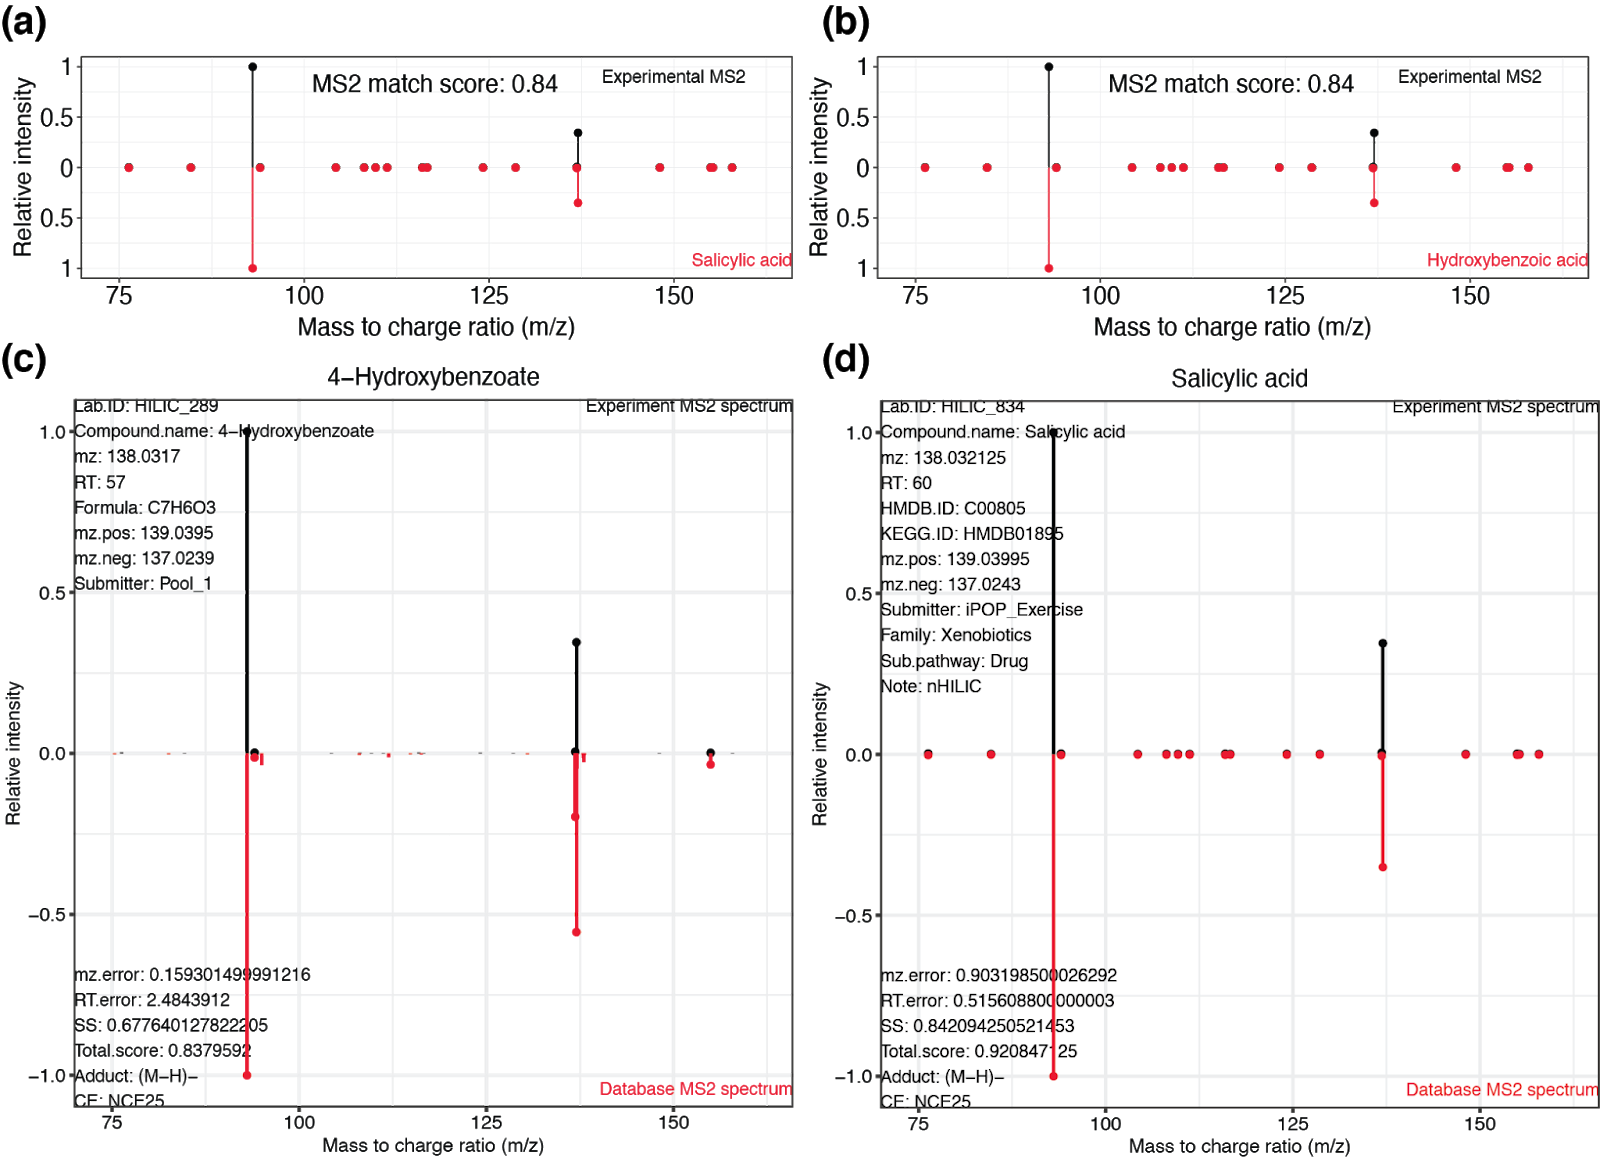 (a)
MS2 match score: 0.84
Experimental MS2
Relative intensity
1
0.5
0
0.5
1
Salicylic acid
75
100
125
150
Mass to charge ratio (m/z)
(b)
MS2 match score: 0.84
Experimental MS2
Relative intensity
1
0.5
0
0.5
1
Hydroxybenzoic acid
75
100
125
150
Mass to charge ratio (m/z)
(c)
4−Hydroxybenzoate
Lab.ID: HILIC_289
Experiment MS2 spectrum
Compound.name: 4−Hydroxybenzoate
mz: 138.0317
RT: 57
Formula: C7H6O3
mz.pos: 139.0395
mz.neg: 137.0239
Submitter: Pool_1
Relative intensity
1.0
0.5
0.0
−0.5
−1.0
mz.error: 0.159301499991216
RT.error: 2.4843912
SS: 0.677640127822205
Total.score: 0.8379592
Adduct: (M−H)−
CE: NCE25
Database MS2 spectrum
75
100
125
150
Mass to charge ratio (m/z)
(d)
Salicylic acid
Lab.ID: HILIC_834
Experiment MS2 spectrum
Compound.name: Salicylic acid
mz: 138.032125
RT: 60
HMDB.ID: C00805
KEGG.ID: HMDB01895
mz.pos: 139.03995
mz.neg: 137.0243
Submitter: iPOP_Exercise
Family: Xenobiotics
Sub.pathway: Drug
Note: nHILIC
Relative intensity
1.0
0.5
0.0
−0.5
−1.0
mz.error: 0.903198500026292
RT.error: 0.515608800000003
SS: 0.842094250521453
Total.score: 0.920847125
Adduct: (M−H)−
CE: NCE25
Database MS2 spectrum
75
100
125
150
Mass to charge ratio (m/z)